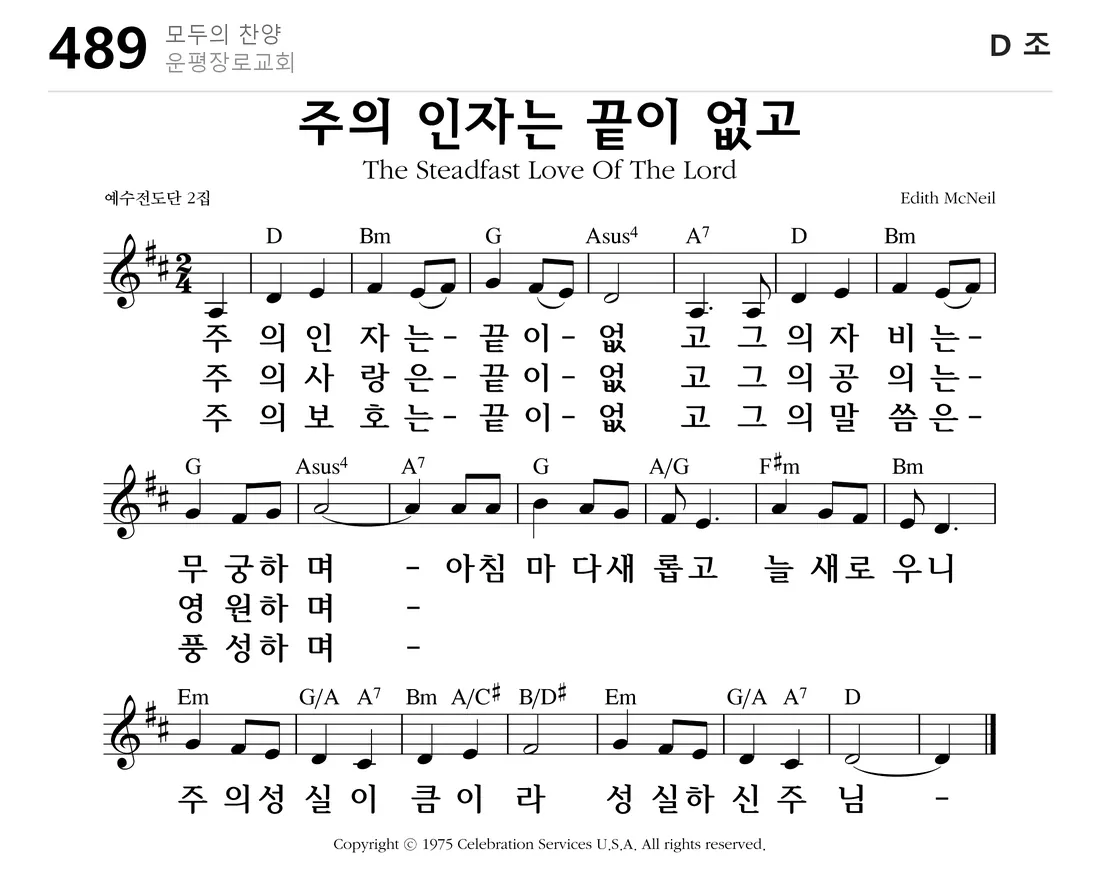 489 모두의 찬양
운평장로교회
D 조
주의 인자는 끝이 없고
The Steadfast Love Of The Lord
예수전도단 2집
Edith McNeil
D Bm G Asus4 A7 D Bm
2
4
주 의 인 자 는- 끝 이- 없 고 그 의 자 비 는-
주 의 사 랑 은- 끝 이- 없 고 그 의 공 의 는-
주 의 보 호 는- 끝 이- 없 고 그 의 말 씀 은-
G Asus4 A7 G A/G F#m Bm
무 궁하 며 - 아침 마 다새 롭고 늘 새로 우니
영 원하 며 -
풍 성하 며 -
Em G/A A7 Bm A/C# B/D# Em G/A A7 D
주 의성 실 이 큼 이 라 성 실하 신 주 님 -
Copyright © 1975 Celebration Services U.S.A. All rights reserved.